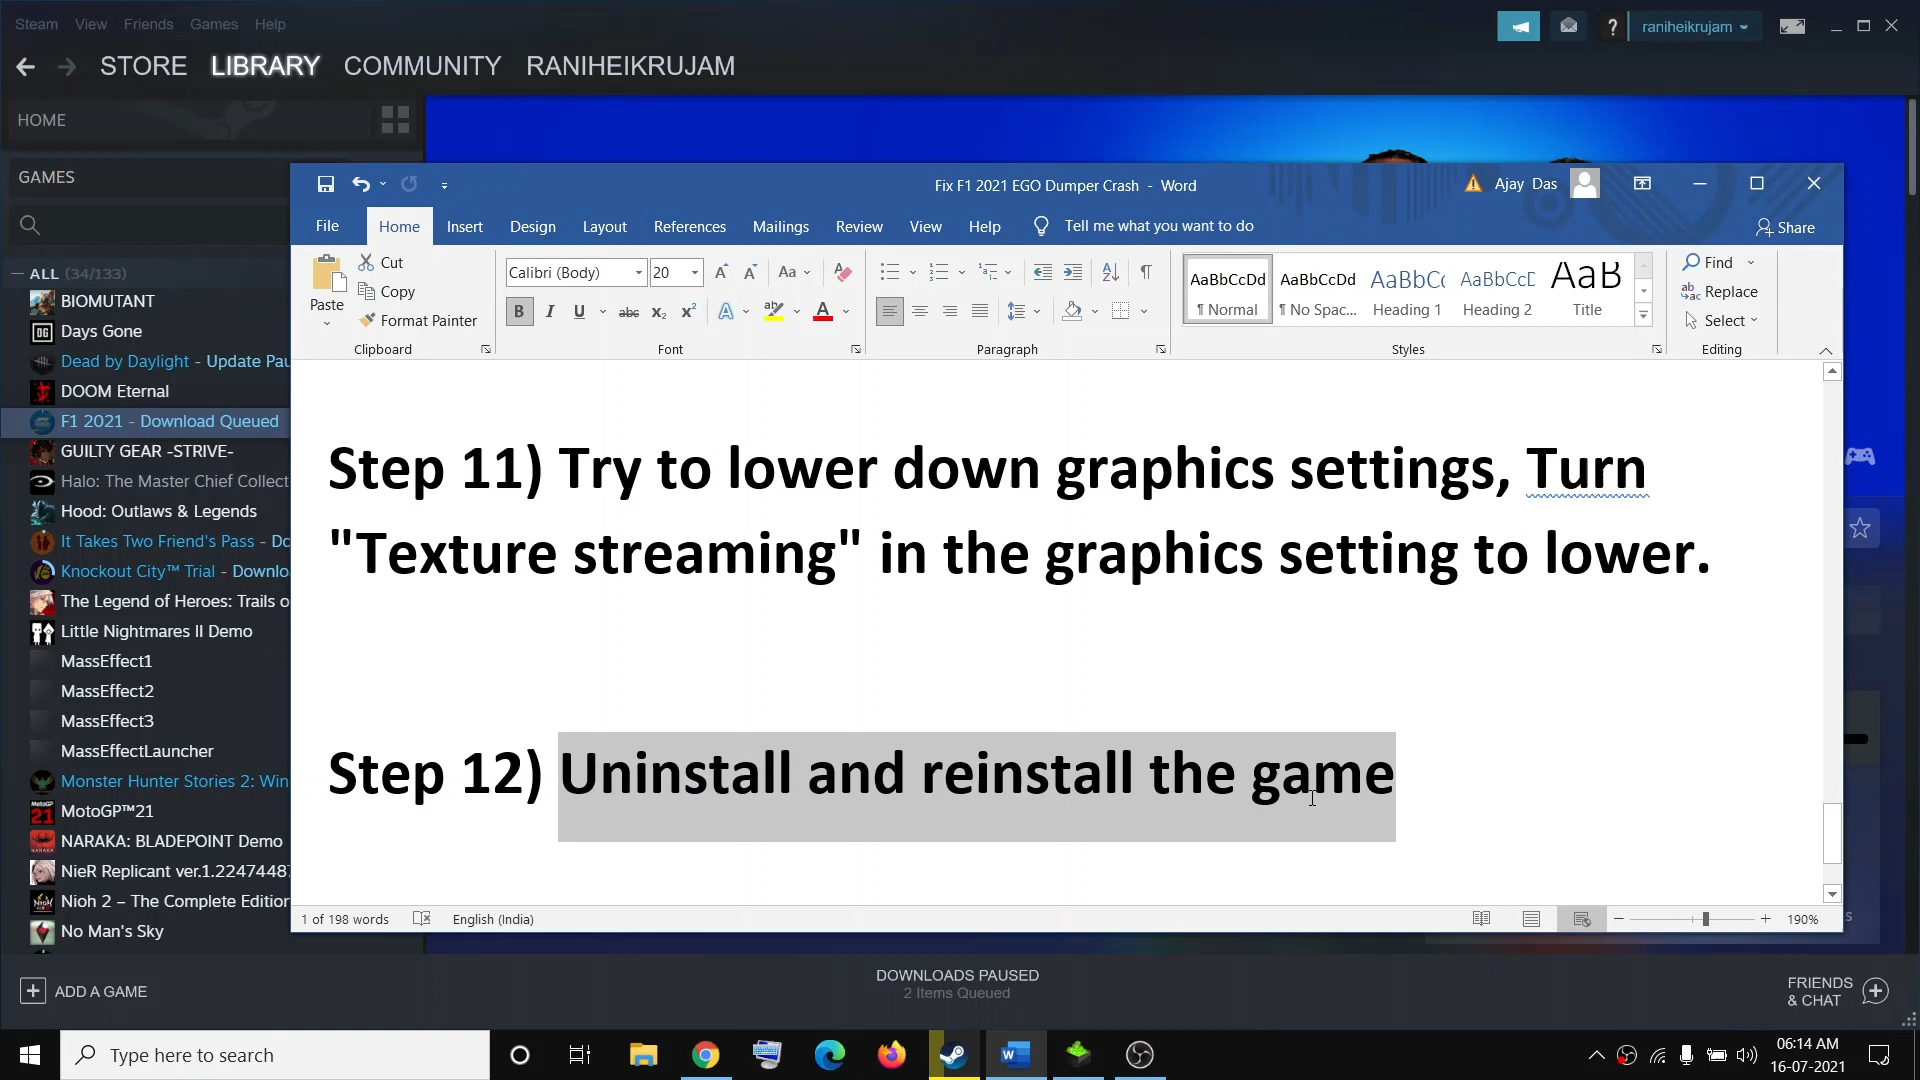 Steam View Friends Games Help
raniheikrujam
STORE LIBRARY COMMUNITY RANIHEIKRUJAM
HOME
GAMES
ALL (34/133)
BIOMUTANT
Days Gone
Dead by Daylight - Update Pau
DOOM Eternal
F1 2021 - Download Queued
GUILTY GEAR -STRIVE-
Halo: The Master Chief Collect
Hood: Outlaws & Legends
It Takes Two Friend's Pass - Do
Knockout City™ Trial - Downlo
The Legend of Heroes: Trails o
Little Nightmares II Demo
MassEffect1
MassEffect2
MassEffect3
MassEffectLauncher
Monster Hunter Stories 2: Win
MotoGP™21
NARAKA: BLADEPOINT Demo
NieR Replicant ver.1.22474487
Nioh 2 – The Complete Edition
No Man's Sky
Fix F1 2021 EGO Dumper Crash - Word
Ajay Das
File Home Insert Design Layout References Mailings Review View Help Tell me what you want to do
Share
Paste
Cut
Copy
Format Painter
Clipboard
Calibri (Body) 20
Font
Paragraph
AaBbCcDd AaBbCcDd AaBbC AaBbCcD AaB
¶ Normal ¶ No Spac... Heading 1 Heading 2 Title
Styles
Find
Replace
Select
Editing
Step 11) Try to lower down graphics settings, Turn
"Texture streaming" in the graphics setting to lower.
Step 12) Uninstall and reinstall the game
1 of 198 words English (India)
190%
ADD A GAME
DOWNLOADS PAUSED
2 Items Queued
FRIENDS
& CHAT
Type here to search
06:14 AM
16-07-2021